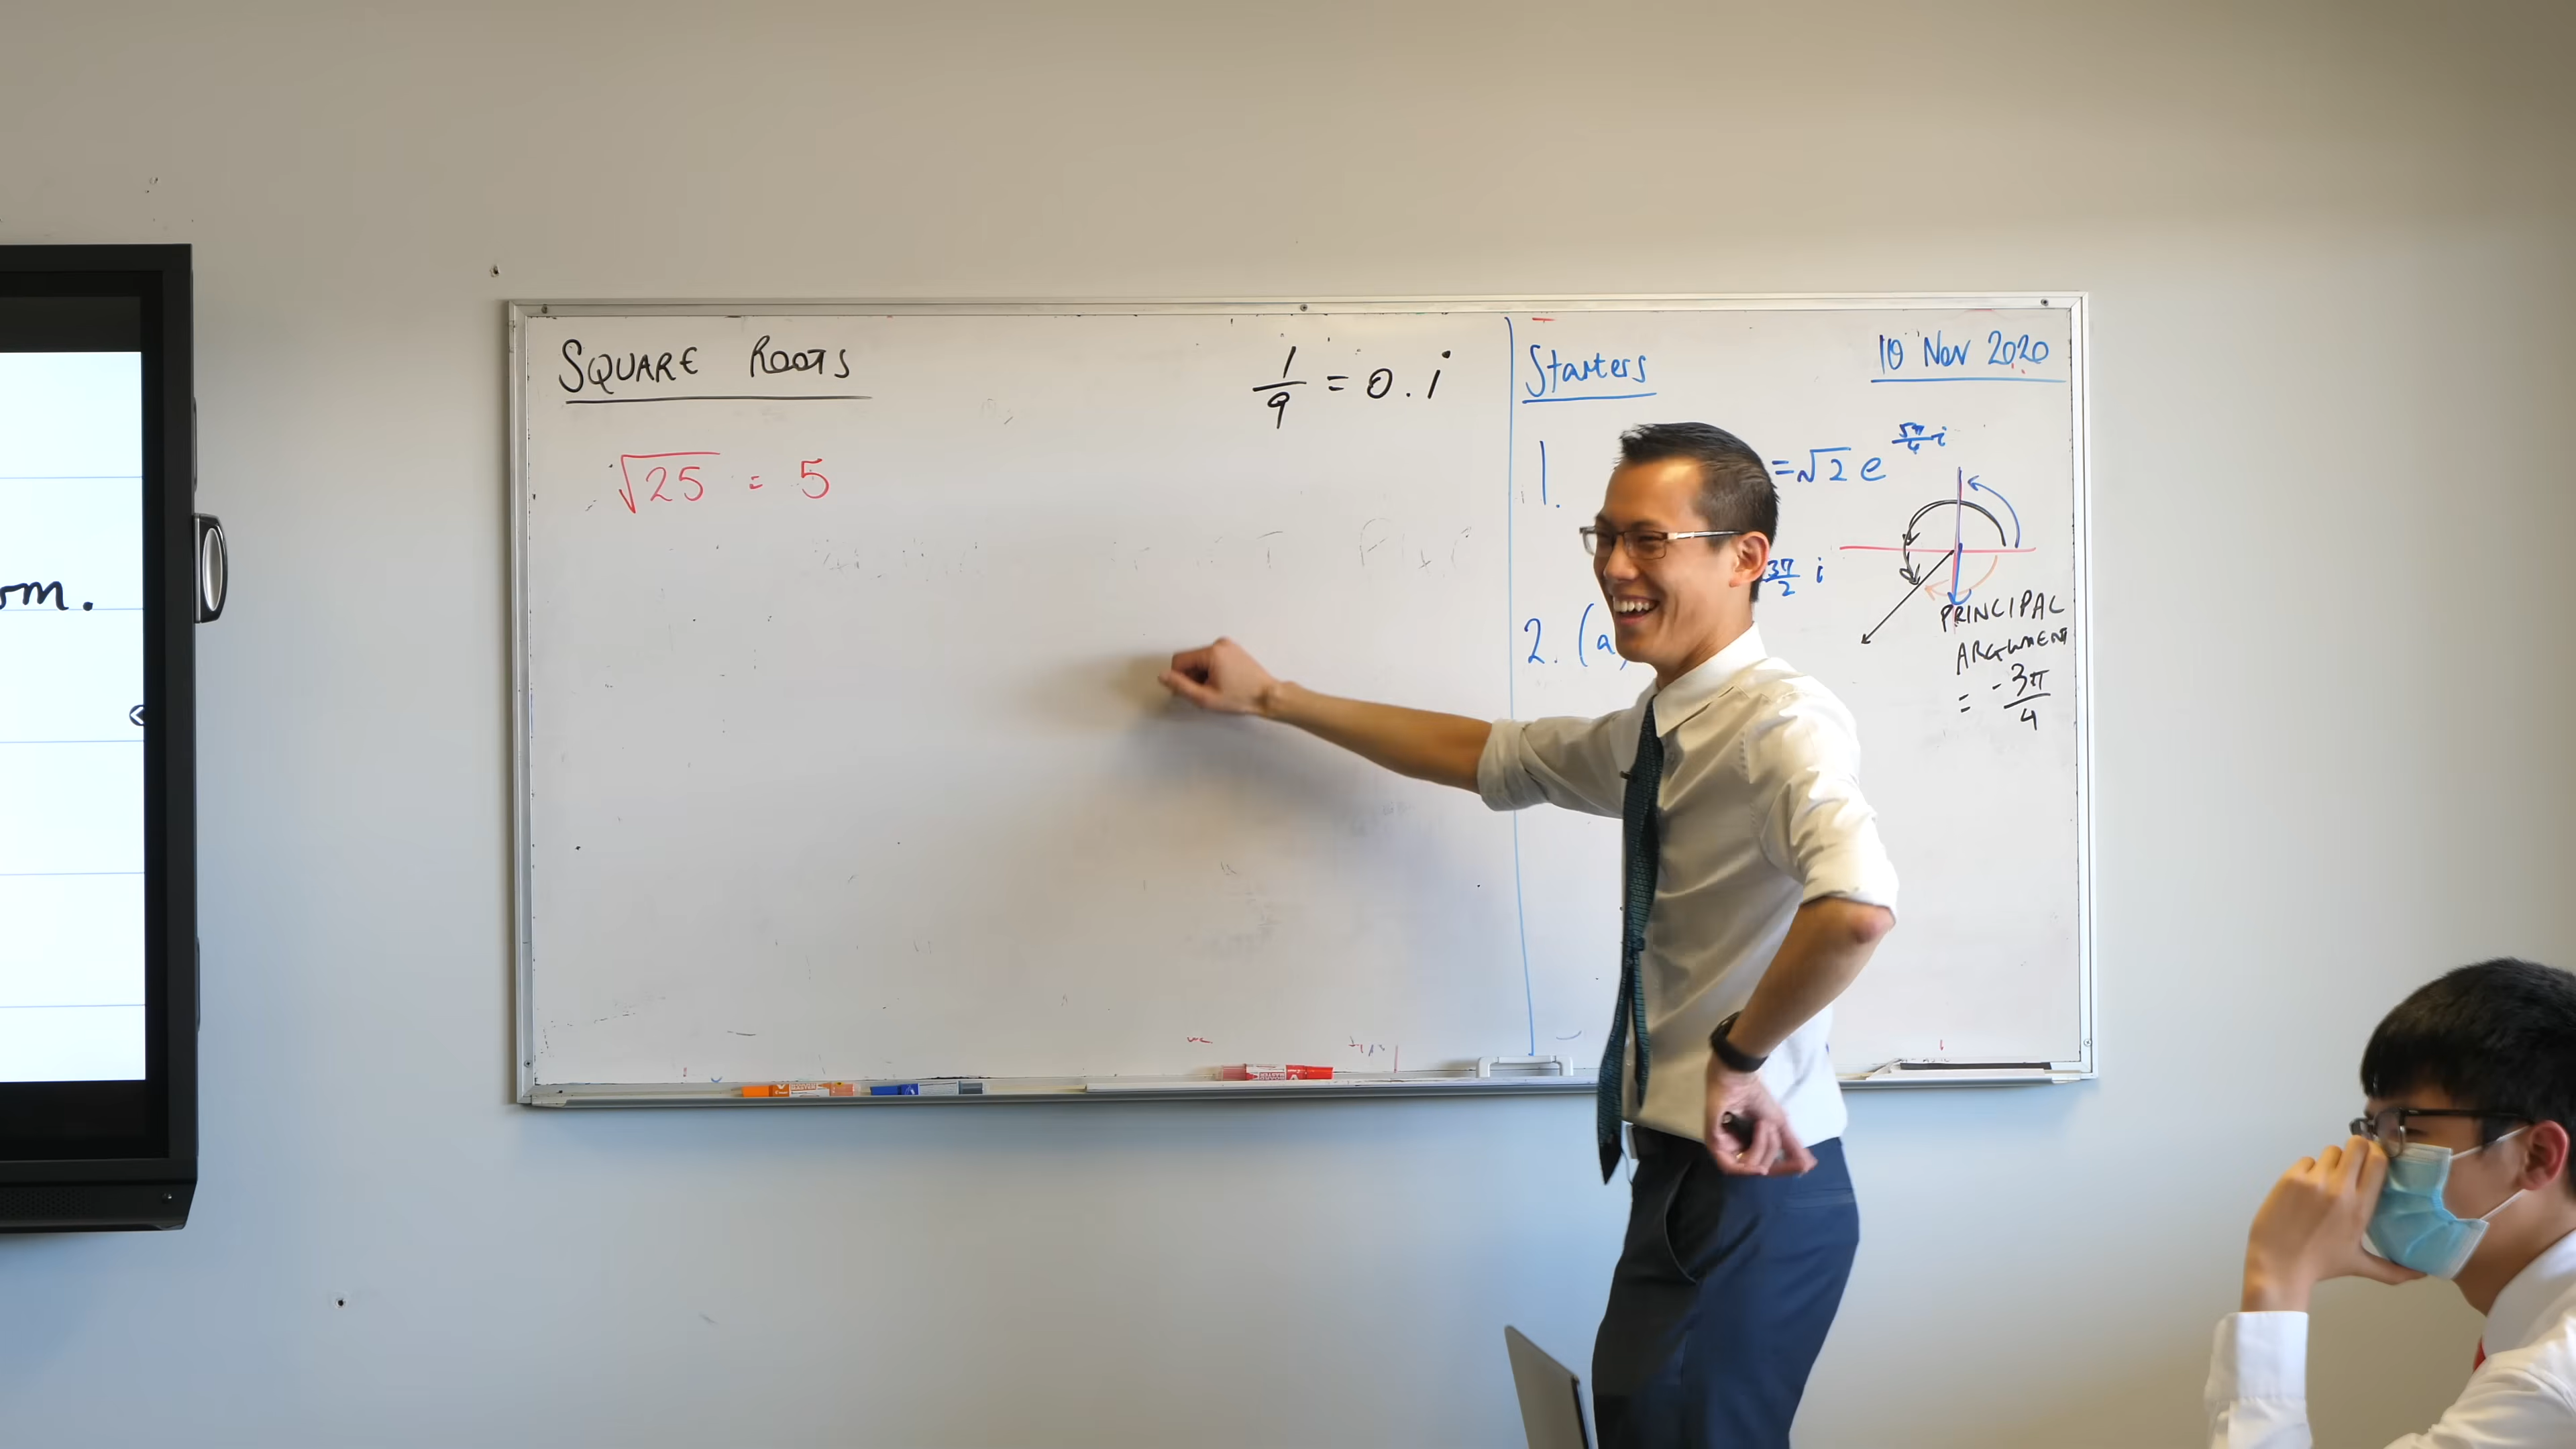 om.
SQUARE ROOTS
√25 = 5
1/9 = 0.i
Starters
10 Nov 2020
1.
=√2 e^(5π/4 i)
3π/2 i
2. (a)
PRINCIPAL
ARGUMENT
= -3π/4